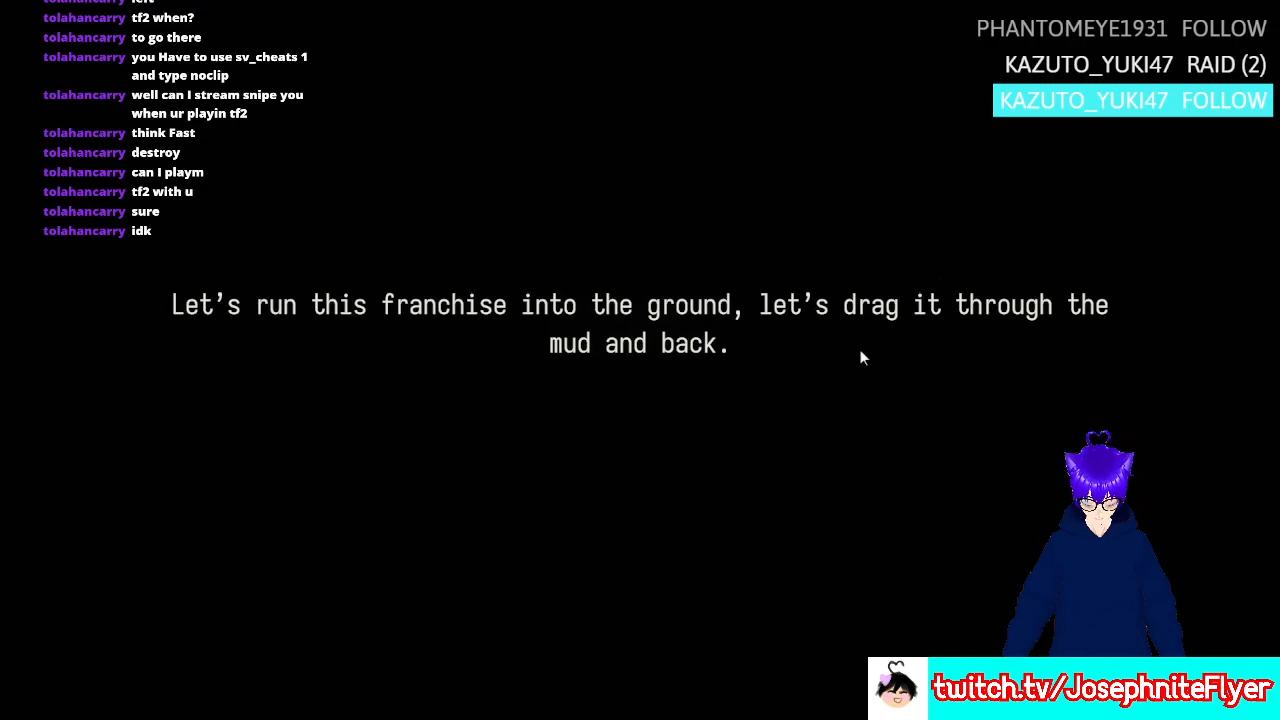 tolahancarry left
tolahancarry tf2 when?
tolahancarry to go there
tolahancarry you Have to use sv_cheats 1
and type noclip
tolahancarry well can I stream snipe you
when ur playin tf2
tolahancarry think Fast
tolahancarry destroy
tolahancarry can I playm
tolahancarry tf2 with u
tolahancarry sure
tolahancarry idk
PHANTOMEYE1931 FOLLOW
KAZUTO_YUKI47 RAID (2)
KAZUTO_YUKI47 FOLLOW
Let's run this franchise into the ground, let's drag it through the
mud and back.
twitch.tv/JosephniteFlyer